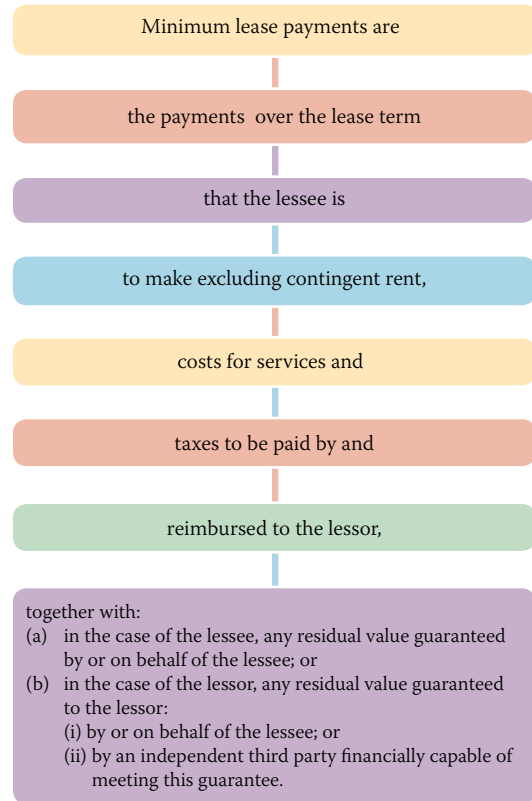 Minimum lease payments are
the payments over the lease term
that the lessee is
to make excluding contingent rent,
costs for services and
taxes to be paid by and
reimbursed to the lessor,
together with:
(a) in the case of the lessee, any residual value guaranteed
by or on behalf of the lessee; or
(b) in the case of the lessor, any residual value guaranteed
to the lessor:
(i) by or on behalf of the lessee; or
(ii) by an independent third party financially capable of
meeting this guarantee.